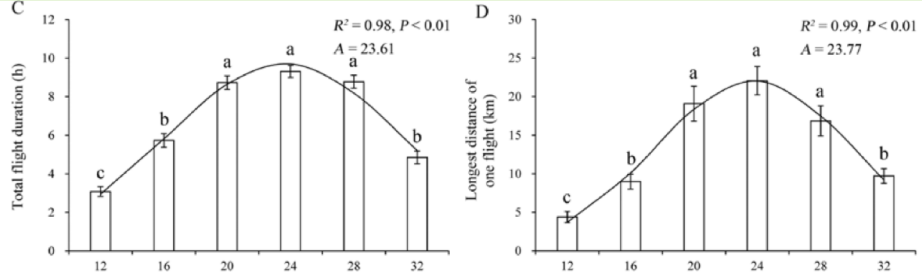 C
R² = 0.98, P < 0.01
A = 23.61
Total flight duration (h)
12
10
8
6
4
2
0
c
b
a
a
a
b
12 16 20 24 28 32
D
R² = 0.99, P < 0.01
A = 23.77
Longest distance of
one flight (km)
30
25
20
15
10
5
0
c
b
a
a
a
b
12 16 20 24 28 32